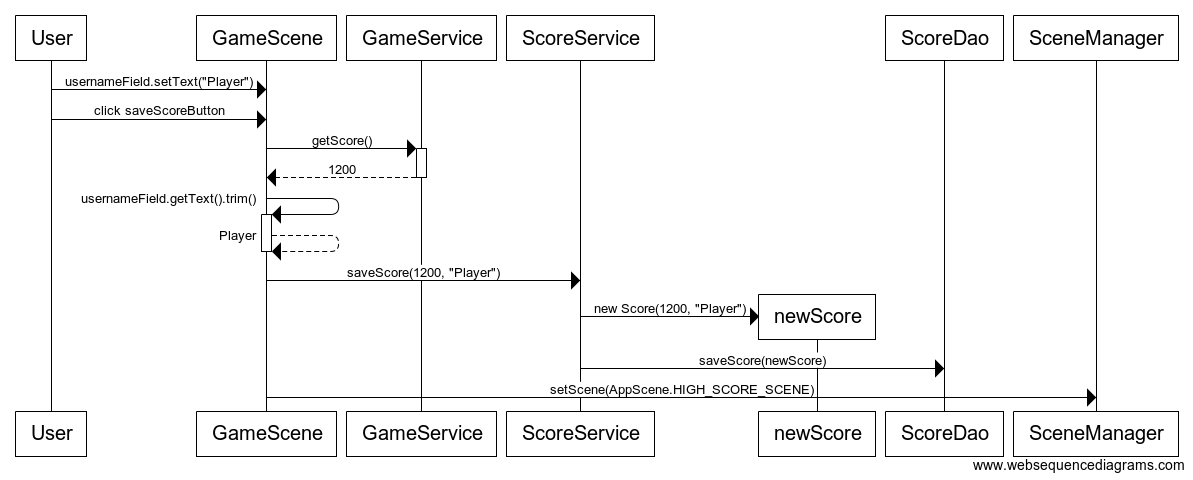 User
GameScene
GameService
ScoreService
ScoreDao
SceneManager
usernameField.setText("Player")
click saveScoreButton
getScore()
1200
usernameField.getText().trim()
Player
saveScore(1200, "Player")
new Score(1200, "Player")
newScore
saveScore(newScore)
setScene(AppScene.HIGH_SCORE_SCENE)
User
GameScene
GameService
ScoreService
newScore
ScoreDao
SceneManager
www.websequencediagrams.com